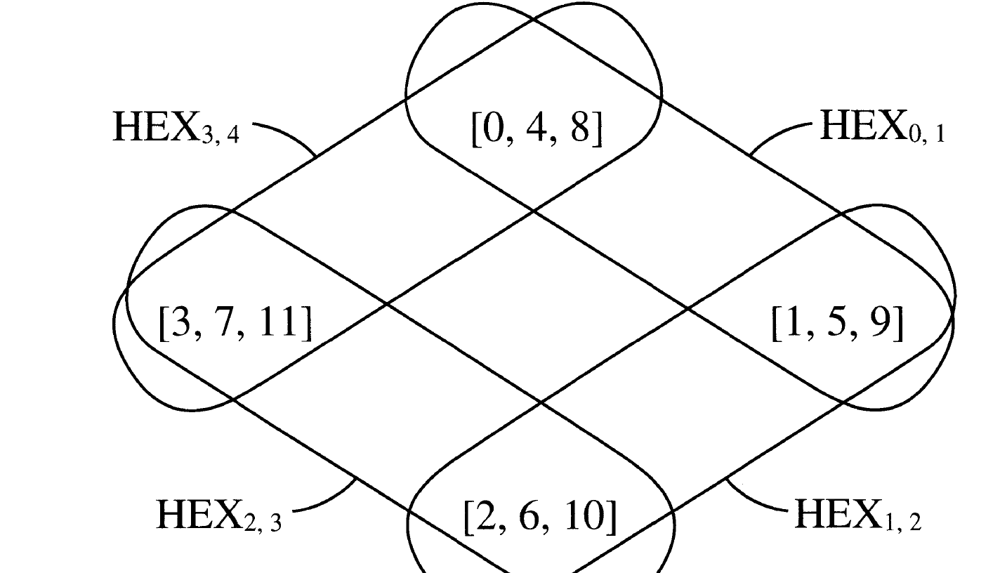 HEX3, 4
[0, 4, 8]
HEX0, 1
[3, 7, 11]
[1, 5, 9]
HEX2, 3
[2, 6, 10]
HEX1, 2